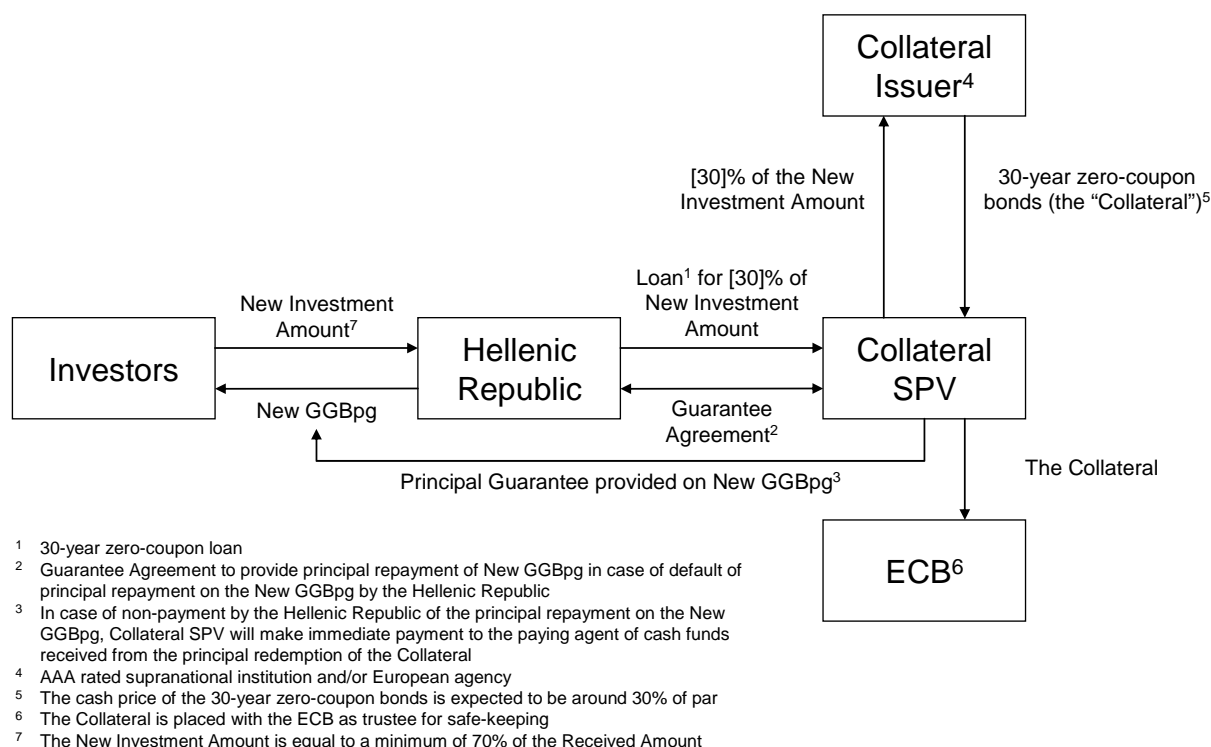 Collateral
Issuer⁴
[30]% of the New
Investment Amount
30-year zero-coupon
bonds (the “Collateral”)⁵
New Investment
Amount⁷
Loan¹ for [30]% of
New Investment
Amount
Investors
Hellenic
Republic
Collateral
SPV
New GGBpg
Guarantee
Agreement²
Principal Guarantee provided on New GGBpg³
The Collateral
ECB⁶
¹ 30-year zero-coupon loan
² Guarantee Agreement to provide principal repayment of New GGBpg in case of default of
principal repayment on the New GGBpg by the Hellenic Republic
³ In case of non-payment by the Hellenic Republic of the principal repayment on the New
GGBpg, Collateral SPV will make immediate payment to the paying agent of cash funds
received from the principal redemption of the Collateral
⁴ AAA rated supranational institution and/or European agency
⁵ The cash price of the 30-year zero-coupon bonds is expected to be around 30% of par
⁶ The Collateral is placed with the ECB as trustee for safe-keeping
⁷ The New Investment Amount is equal to a minimum of 70% of the Received Amount